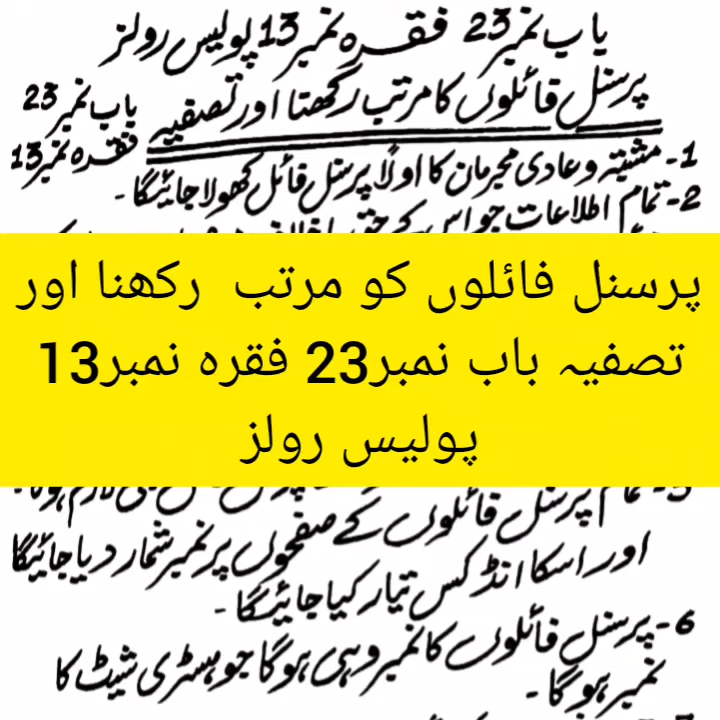 باب نمبر 23 فقرہ نمبر 13 پولیس رولز
پرسنل فائلوں کا مرتب رکھنا اور تصفیہ
باب نمبر 23
فقرہ نمبر 13
1- مشتبہ و عادی مجرمان کا اولاً پرسنل فائل کھولا جائیگا۔
2- تمام اطلاعات جو اس کے
پرسنل فائلوں کو مرتب رکھنا اور
تصفیہ باب نمبر23 فقرہ نمبر13
پولیس رولز
پرسنل فائلوں کے صفحوں پر نمبر شمار دیا جائیگا
اور اسکا انڈکس تیار کیا جائیگا۔
6- پرسنل فائلوں کا نمبر وہی ہوگا جو ہسٹری شیٹ کا
نمبر ہوگا۔